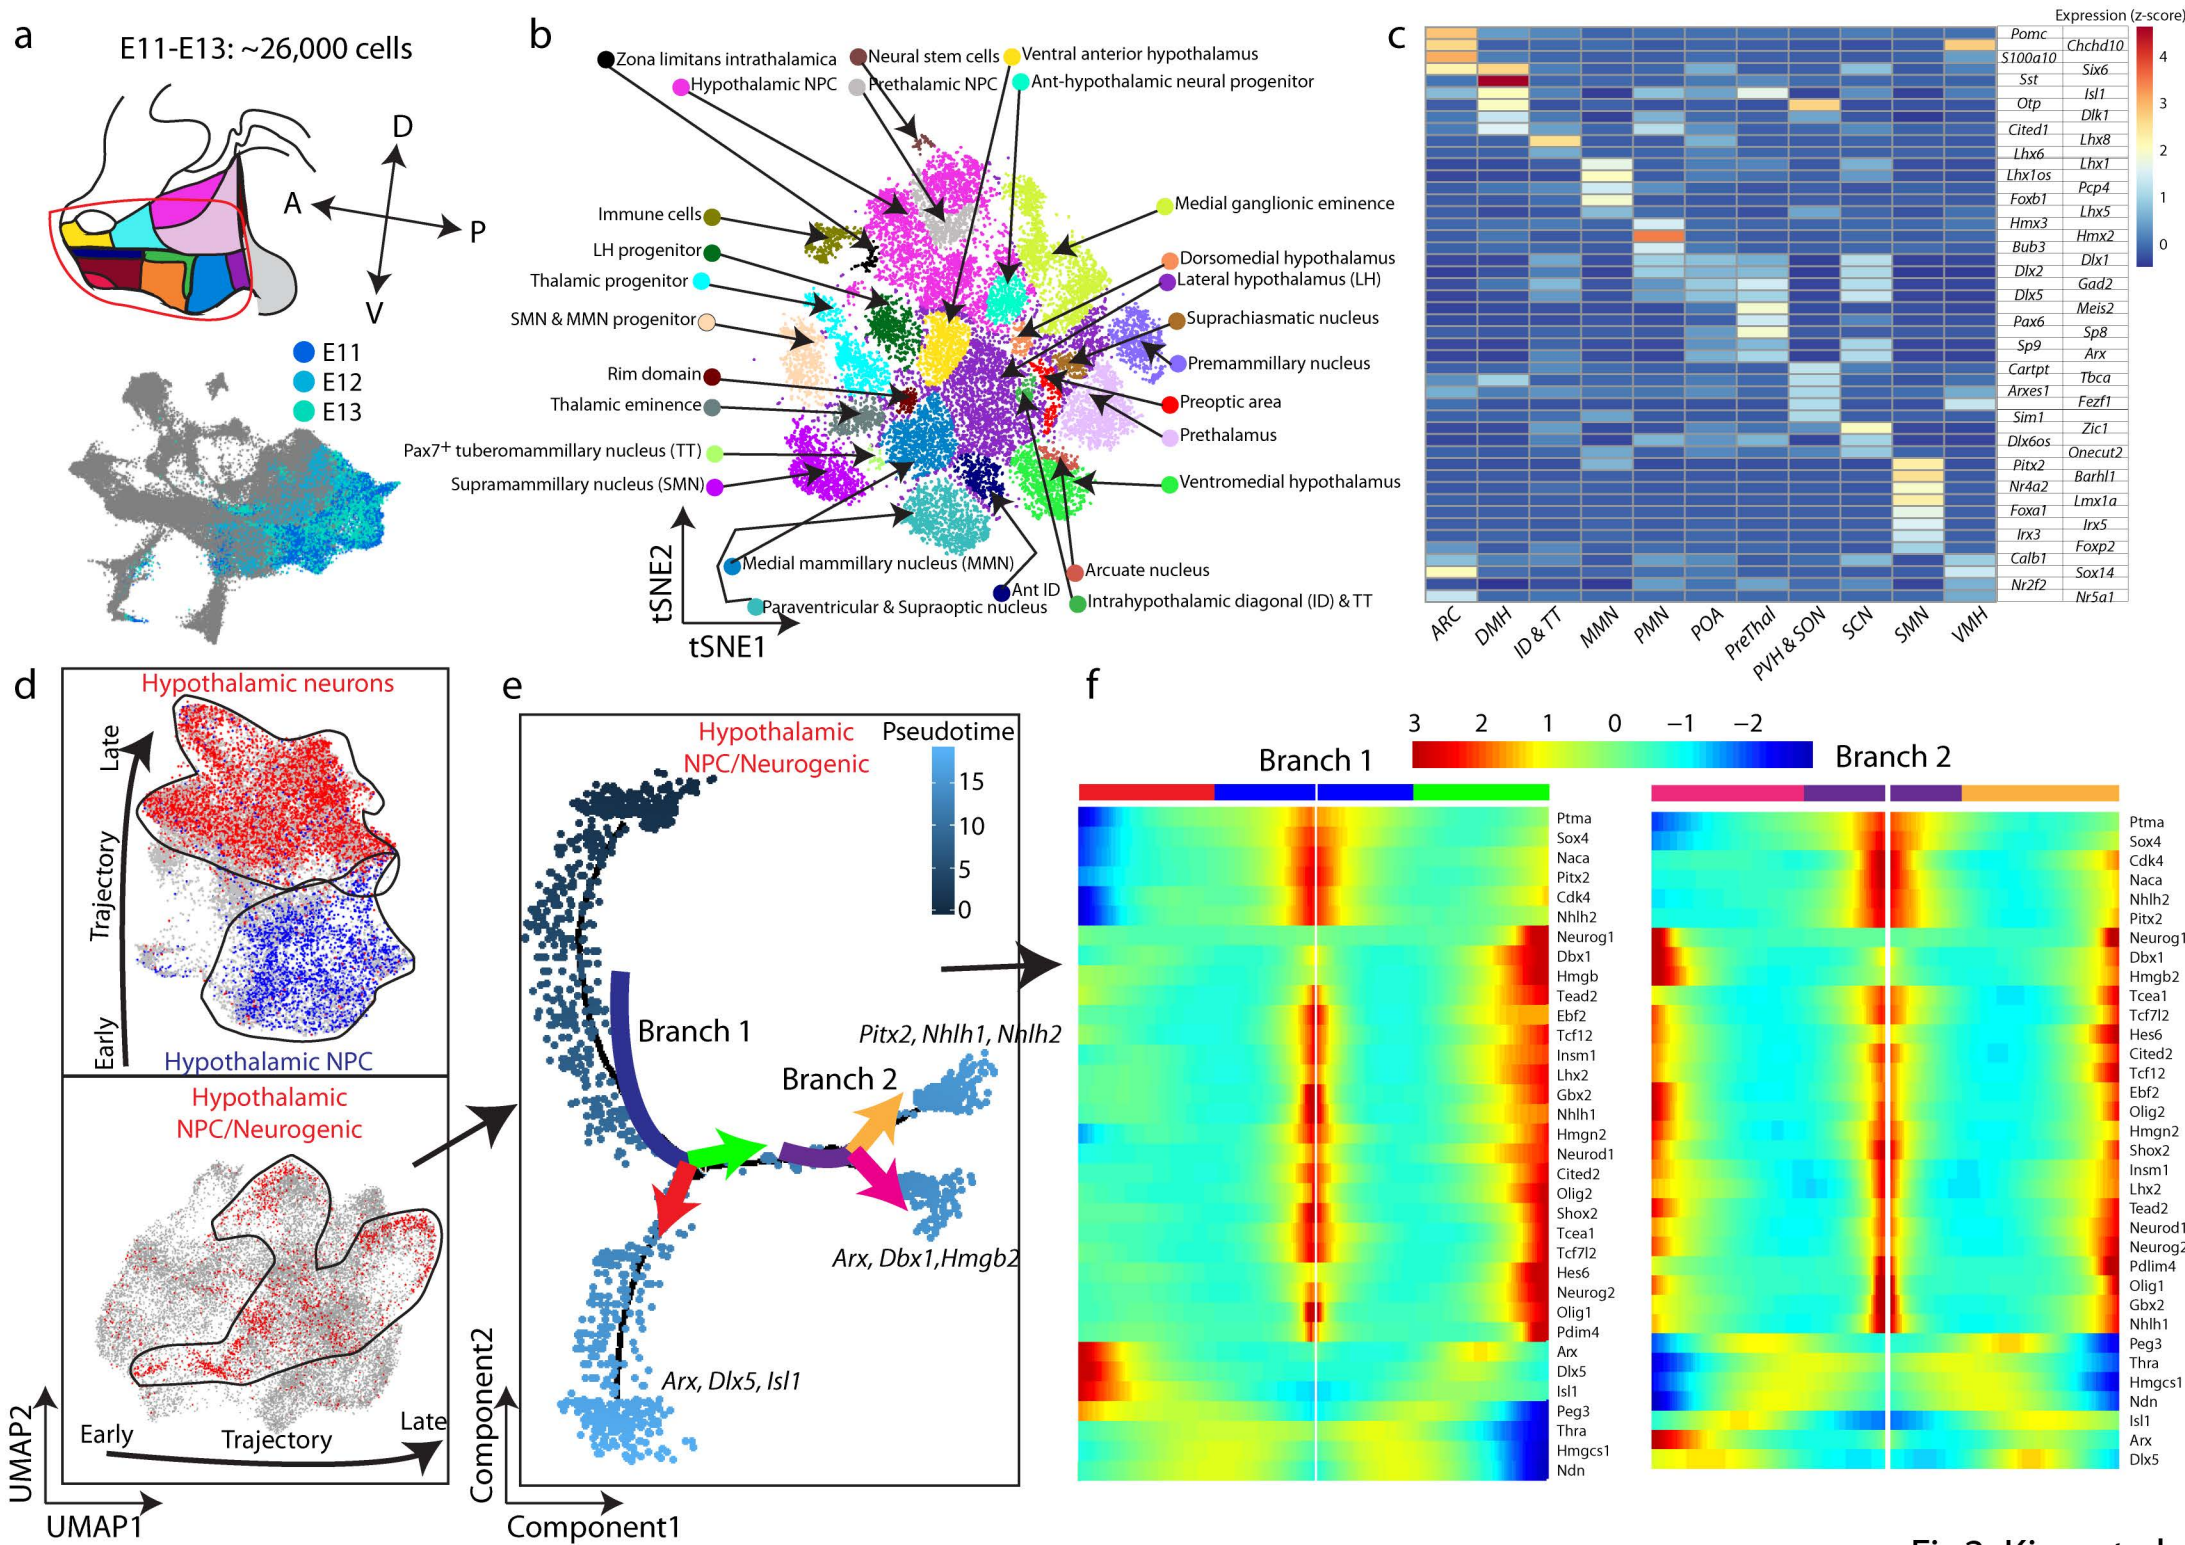 a
E11-E13: ~26,000 cells
D
A
P
V
E11
E12
E13
b
Zona limitans intrathalamica
Neural stem cells
Ventral anterior hypothalamus
Hypothalamic NPC
Prethalamic NPC
Ant-hypothalamic neural progenitor
Immune cells
LH progenitor
Thalamic progenitor
SMN & MMN progenitor
Rim domain
Thalamic eminence
Pax7+ tuberomammillary nucleus (TT)
Supramammillary nucleus (SMN)
Medial ganglionic eminence
Dorsomedial hypothalamus
Lateral hypothalamus (LH)
Suprachiasmatic nucleus
Premammillary nucleus
Preoptic area
Prethalamus
Ventromedial hypothalamus
Medial mammillary nucleus (MMN)
Arcuate nucleus
Ant ID
Paraventricular & Supraoptic nucleus
Intrahypothalamic diagonal (ID) & TT
tSNE2
tSNE1
c
Expression (z-score)
4
3
2
1
0
Pomc
Chchd10
S100a10
Six6
Sst
Isl1
Otp
Dlk1
Cited1
Lhx8
Lhx6
Lhx1
Lhx1os
Pcp4
Foxb1
Lhx5
Hmx3
Hmx2
Bub3
Dlx1
Dlx2
Gad2
Dlx5
Meis2
Pax6
Sp8
Sp9
Arx
Cartpt
Tbca
Arxes1
Fezf1
Sim1
Zic1
Dlx6os
Onecut2
Pitx2
Barhl1
Nr4a2
Lmx1a
Foxa1
Irx5
Irx3
Foxp2
Calb1
Sox14
Nr2f2
Nr5a1
ARC
DMH
ID & TT
MMN
PMN
POA
PreThal
PVH & SON
SCN
SMN
VMH
d
Hypothalamic neurons
Late
Trajectory
Early
Hypothalamic NPC
Hypothalamic
NPC/Neurogenic
Early
Trajectory
Late
UMAP2
UMAP1
e
Hypothalamic
NPC/Neurogenic
Pseudotime
15
10
5
0
Branch 1
Pitx2, Nhlh1, Nhlh2
Branch 2
Arx, Dbx1,Hmgb2
Arx, Dlx5, Isl1
Component2
Component1
f
3 2 1 0 −1 −2
Branch 1
Branch 2
Ptma
Sox4
Naca
Pitx2
Cdk4
Nhlh2
Neurog1
Dbx1
Hmgb
Tead2
Ebf2
Tcf12
Insm1
Lhx2
Gbx2
Nhlh1
Hmgn2
Neurod1
Cited2
Olig2
Shox2
Tcea1
Tcf7l2
Hes6
Neurog2
Olig1
Pdim4
Arx
Dlx5
Isl1
Peg3
Thra
Hmgcs1
Ndn
Ptma
Sox4
Cdk4
Naca
Nhlh2
Pitx2
Neurog1
Dbx1
Hmgb2
Tcea1
Tcf7l2
Hes6
Cited2
Tcf12
Ebf2
Olig2
Hmgn2
Shox2
Insm1
Lhx2
Tead2
Neurod1
Neurog2
Pdlim4
Olig1
Gbx2
Nhlh1
Peg3
Thra
Hmgcs1
Ndn
Isl1
Arx
Dlx5